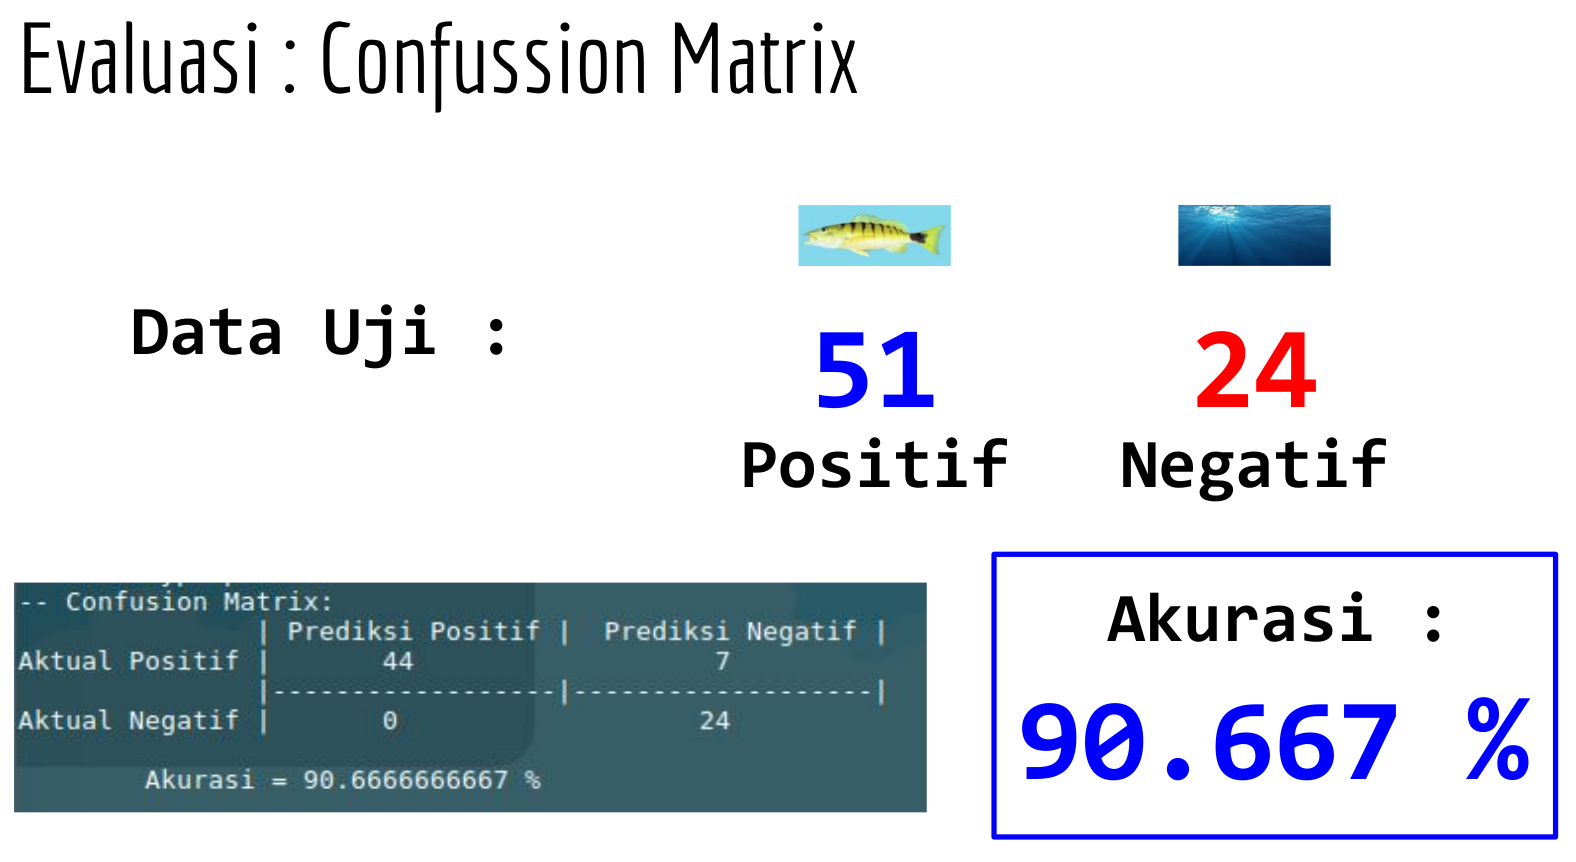 Evaluasi : Confussion Matrix
Data Uji :
51
Positif
24
Negatif
-- Confusion Matrix:
| Prediksi Positif | Prediksi Negatif |
Aktual Positif | 44 7
|------------------|-------------------|
Aktual Negatif | 0 24
Akurasi = 90.6666666667 %
Akurasi :
90.667 %